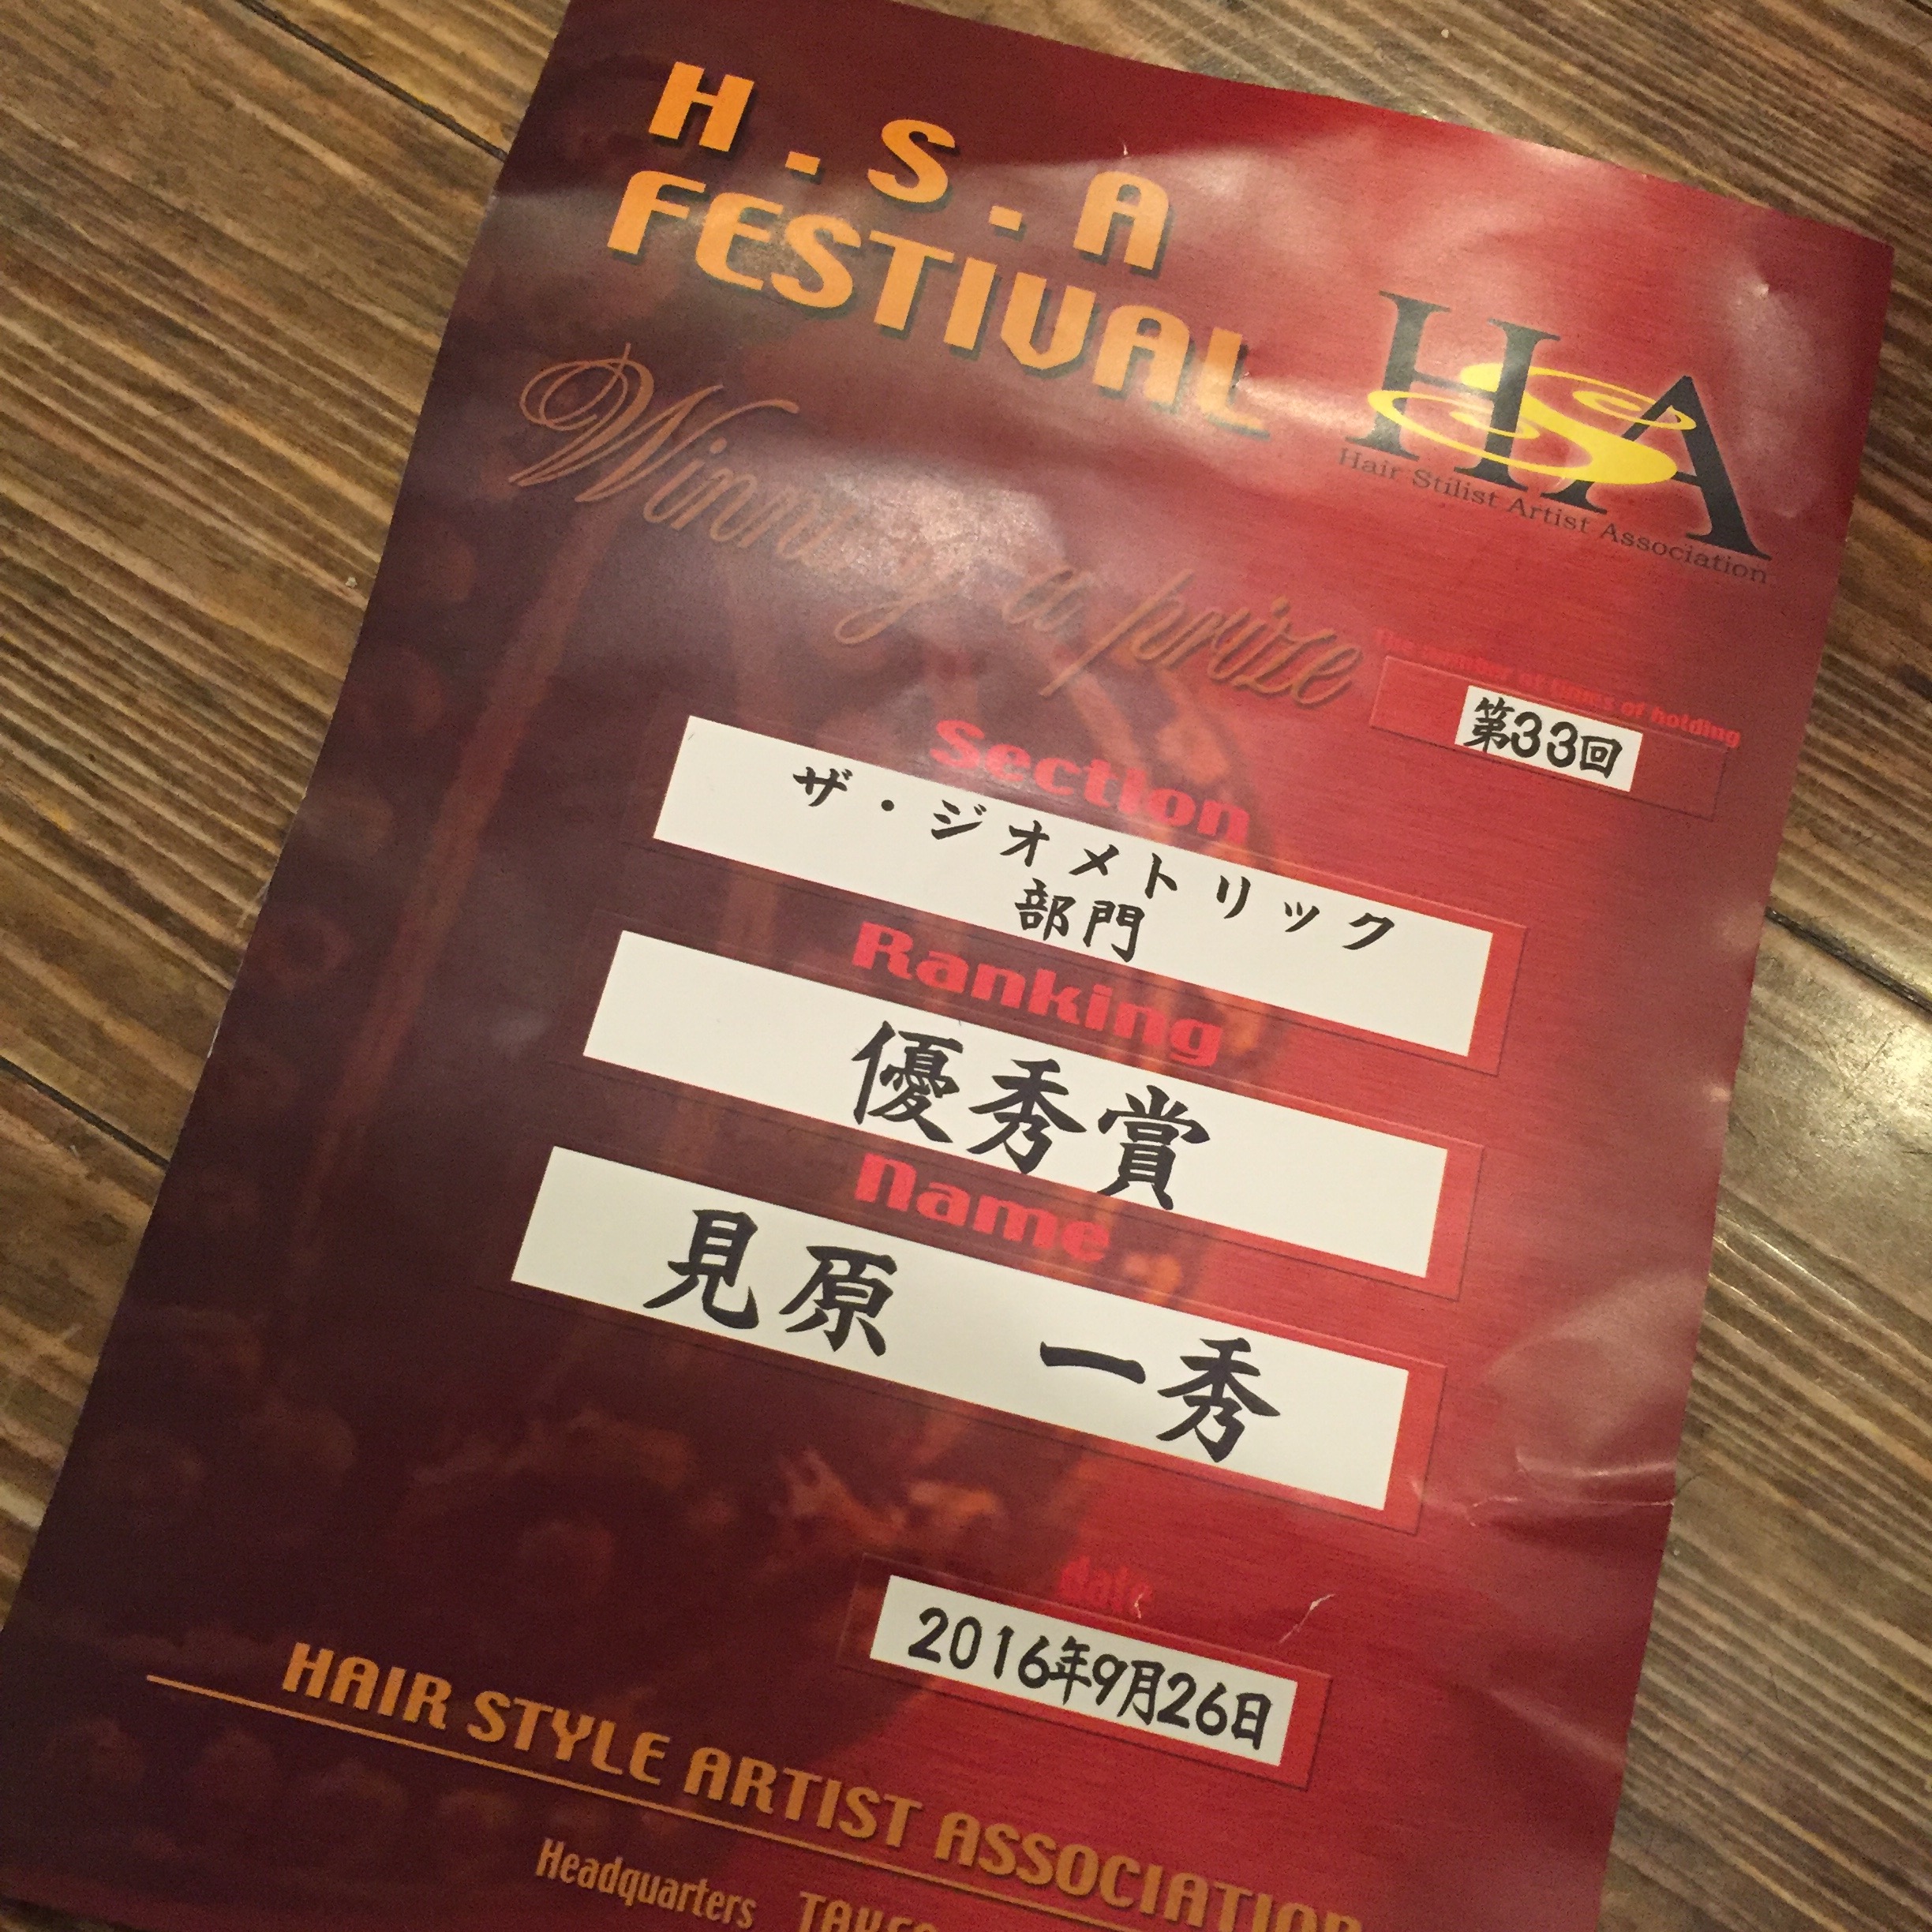 H.S.A
FESTIVAL
HSA
Hair Stilist Artist Association
Winning a prize
The number of times of holding
第33回
Section
ザ・ジオメトリック
部門
Ranking
優秀賞
Name
見原 一秀
date
2016年9月26日
HAIR STYLE ARTIST ASSOCIATION
Headquarters